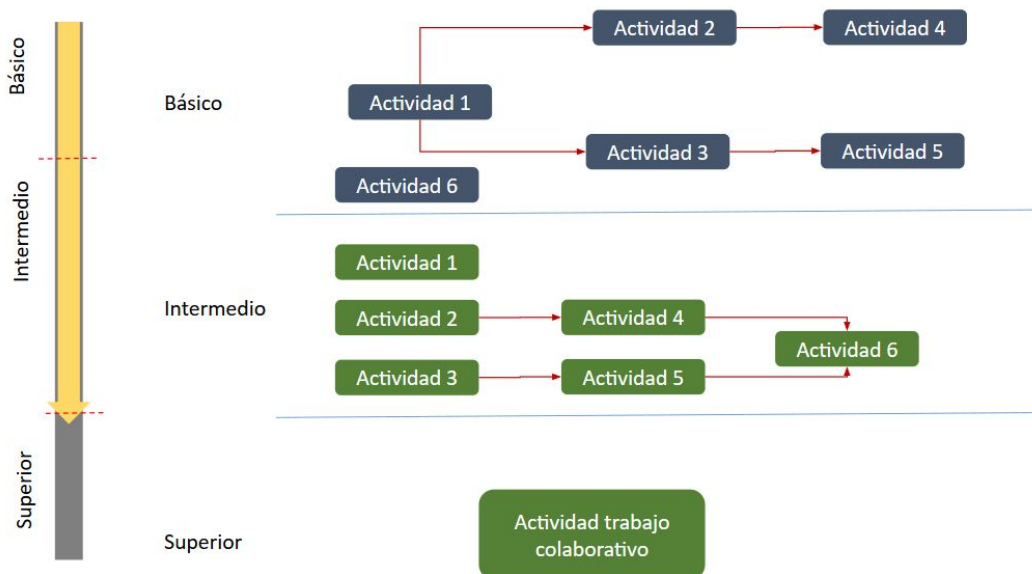 Básico
Intermedio
Superior
Básico
Actividad 1
Actividad 2
Actividad 4
Actividad 3
Actividad 5
Actividad 6
Intermedio
Actividad 1
Actividad 2
Actividad 4
Actividad 3
Actividad 5
Actividad 6
Superior
Actividad trabajo
colaborativo